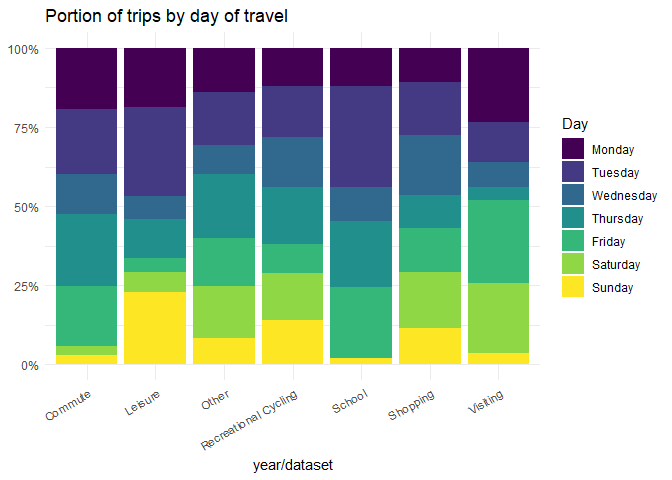 Portion of trips by day of travel
100%
75%
50%
25%
0%
Commute
Leisure
Other
Recreational Cycling
School
Shopping
Visiting
year/dataset
Day
Monday
Tuesday
Wednesday
Thursday
Friday
Saturday
Sunday